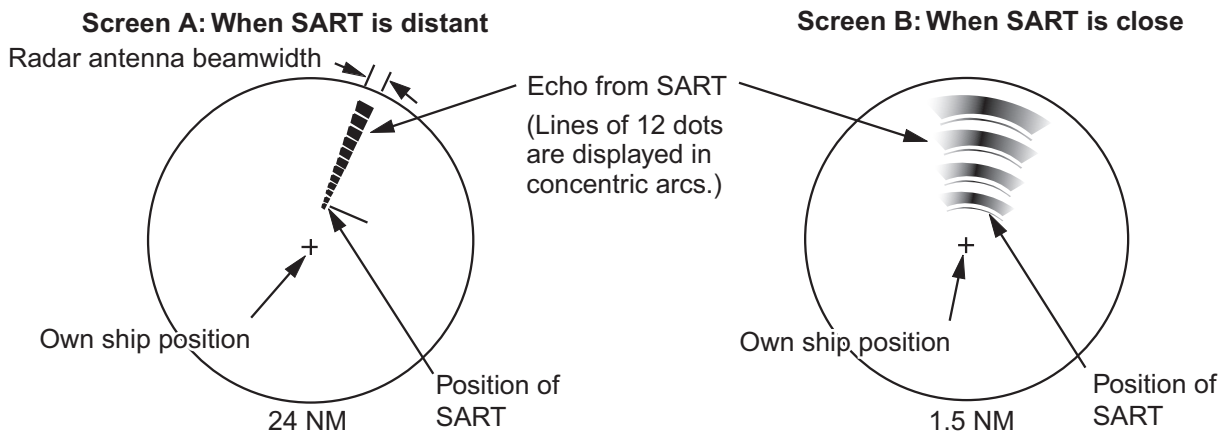 Screen A: When SART is distant
Radar antenna beamwidth
Own ship position
Position of
SART
24 NM
Echo from SART
(Lines of 12 dots
are displayed in
concentric arcs.)
Screen B: When SART is close
Own ship position
Position of
SART
1.5 NM